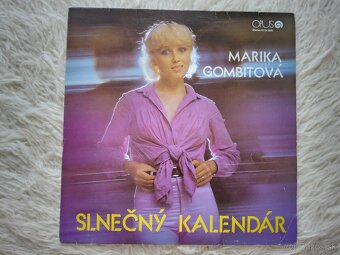 OPUS
MARIKA
GOMBITOVÁ
SLNEČNÝ KALENDÁR